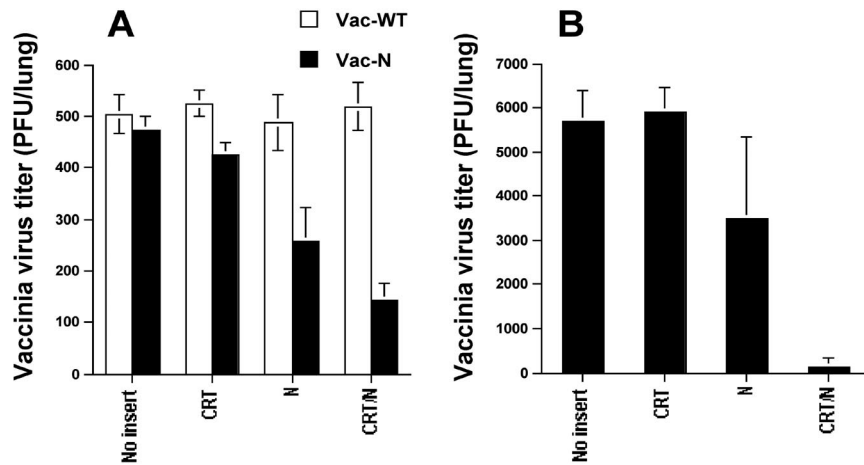 A
Vac-WT
Vac-N
Vaccinia virus titer (PFU/lung)
600
500
400
300
200
100
0
No insert
CRT
N
CRT/N
B
Vaccinia virus titer (PFU/lung)
7000
6000
5000
4000
3000
2000
1000
0
No insert
CRT
N
CRT/N